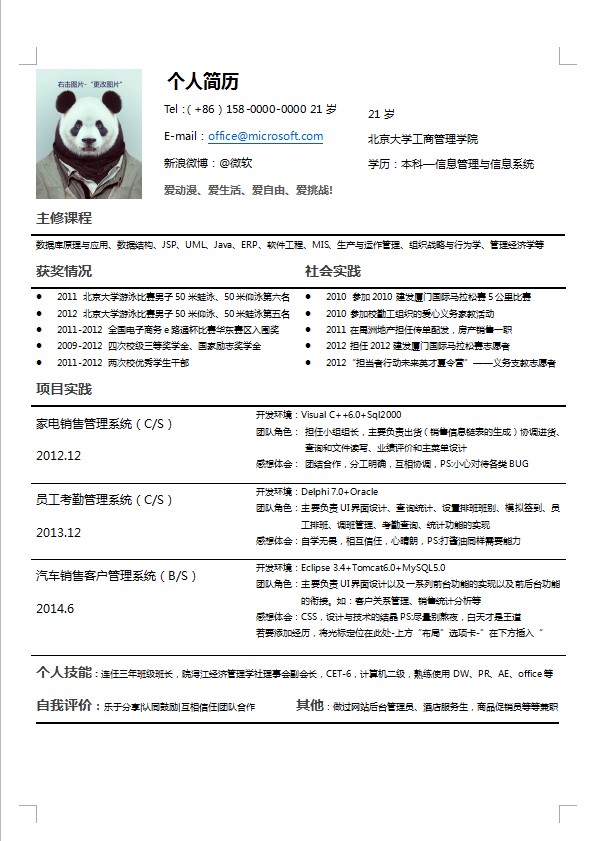 右击图片-“更改图片”
个人简历
Tel：（+86）158-0000-0000 21 岁
21 岁
E-mail：office@microsoft.com
北京大学工商管理学院
新浪微博：@微软
学历：本科—信息管理与信息系统
爱动漫、爱生活、爱自由、爱挑战!
主修课程
数据库原理与应用、数据结构、JSP、UML、Java、ERP、软件工程、MIS、生产与运作管理、组织战略与行为学、管理经济学等
获奖情况
● 2011 北京大学游泳比赛男子 50 米蛙泳、50 米仰泳第六名
● 2012 北京大学游泳比赛男子 50 米蛙泳、50 米仰泳第五名
● 2011-2012 全国电子商务 e 路通杯比赛华东赛区入围奖
● 2009-2012 四次校级三等奖学金、国家励志奖学金
● 2011-2012 两次校优秀学生干部
社会实践
● 2010 参加 2010 建发厦门国际马拉松赛 5 公里比赛
● 2010 参加校勤工组织的爱心义务家教活动
● 2011 在禹洲地产担任传单配发，房产销售一职
● 2012 担任 2012 建发厦门国际马拉松赛志愿者
● 2012“担当者行动未来英才夏令营”——义务支教志愿者
项目实践
家电销售管理系统（C/S）
2012.12
开发环境：Visual C++6.0+Sql2000
团队角色： 担任小组组长，主要负责出货（销售信息链表的生成）协调进货、
查询和文件读写、业绩评价和主菜单设计
感想体会： 团结合作，分工明确，互相协调，PS:小心对待各类 BUG
员工考勤管理系统（C/S）
2013.12
开发环境：Delphi 7.0+Oracle
团队角色：主要负责 UI 界面设计、查询统计、设置排班班别、模拟签到、员
工排班、调班管理、考勤查询、统计功能的实现
感想体会：自学无畏，相互信任，心晴朗，PS:打酱油同样需要能力
汽车销售客户管理系统（B/S）
2014.6
开发环境：Eclipse 3.4+Tomcat6.0+MySQL5.0
团队角色：主要负责 UI 界面设计以及一系列前台功能的实现以及前后台功能
的衔接。如：客户关系管理、销售统计分析等
感想体会：CSS，设计与技术的结晶 PS:尽量别熬夜，白天才是王道
若要添加经历，将光标定位在此处-上方“布局”选项卡-”在下方插入“
个人技能：连任三年班级班长，院浔江经济管理学社理事会副会长，CET-6，计算机二级，熟练使用 DW、PR、AE、office 等
自我评价：乐于分享|认同鼓励|互相信任|团队合作
其他：做过网站后台管理员、酒店服务生，商品促销员等等兼职